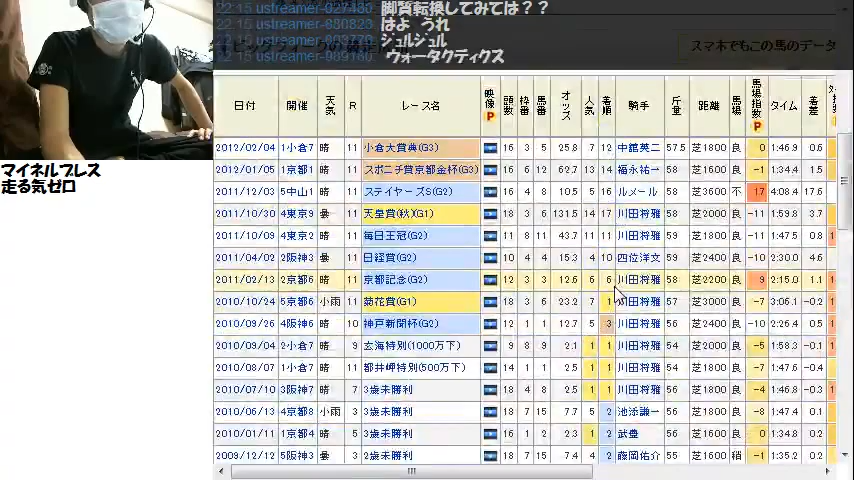 22 15 ustreamer-027480 脚質転換してみては？？
22 15 ustreamer-880823 はよ うれ
22 15 ustreamer-803770 シュルシュル
22 15 ustreamer-989160 ウォータクティクス
スマホでもこの馬のデータ
マイネルブレス
走る気ゼロ
日付 開催 天気 R レース名 映像 P 頭数 枠番 馬番 オッズ 人気 着順 騎手 斤量 距離 馬場 馬場指数 P タイム 着差
2012/02/04 1小倉7 晴 11 小倉大賞典(G3) 16 3 5 25.8 7 12 中舘英二 57.5 芝1800 良 0 1:46.9 0.6
2012/01/05 1京都1 晴 11 スポニチ賞京都金杯(G3) 16 6 12 62.7 13 14 福永祐一 58 芝1600 良 -1 1:34.4 1.5
2011/12/03 5中山1 晴 11 ステイヤーズS(G2) 16 4 8 10.5 5 16 ルメール 58 芝3600 不 17 4:08.4 17.6
2011/10/30 4東京9 曇 11 天皇賞(秋)(G1) 18 3 6 131.5 14 17 川田将雅 58 芝2000 良 -11 1:59.8 3.7
2011/10/09 4東京2 晴 11 毎日王冠(G2) 11 8 11 43.7 11 11 川田将雅 59 芝1800 良 -11 1:47.5 0.8
2011/04/02 2阪神3 曇 11 日経賞(G2) 10 4 4 15.3 4 10 四位洋文 59 芝2400 良 -10 2:30.0 4.6
2011/02/13 2京都6 晴 11 京都記念(G2) 12 3 3 12.6 6 6 川田将雅 58 芝2200 良 9 2:15.0 1.1
2010/10/24 5京都6 小雨 11 菊花賞(G1) 18 3 6 23.2 7 1 川田将雅 57 芝3000 良 -7 3:06.1 -0.2
2010/09/26 4阪神6 晴 10 神戸新聞杯(G2) 12 1 1 12.7 5 3 川田将雅 56 芝2400 良 -10 2:26.4 0.5
2010/09/04 2小倉7 晴 9 玄海特別(1000万下) 9 8 9 2.1 1 1 川田将雅 54 芝2000 良 -5 1:58.3 -0.1
2010/08/07 1小倉7 晴 11 都井岬特別(500万下) 14 1 1 2.5 1 1 川田将雅 54 芝1800 良 -7 1:47.6 -0.4
2010/07/10 3阪神7 晴 7 3歳未勝利 18 4 8 2.5 1 1 川田将雅 56 芝1800 良 -4 1:46.8 -0.3
2010/06/13 4京都8 小雨 3 3歳未勝利 18 7 15 7.7 5 2 池添謙一 56 芝1800 良 -8 1:47.4 0.1
2010/01/11 1京都4 晴 5 3歳未勝利 16 1 2 2.3 1 2 武豊 56 芝1600 良 0 1:34.8 0.2
2009/12/12 5阪神3 曇 3 2歳未勝利 18 7 15 7.4 4 2 藤岡佑介 55 芝1600 稍 -1 1:35.2 0.2